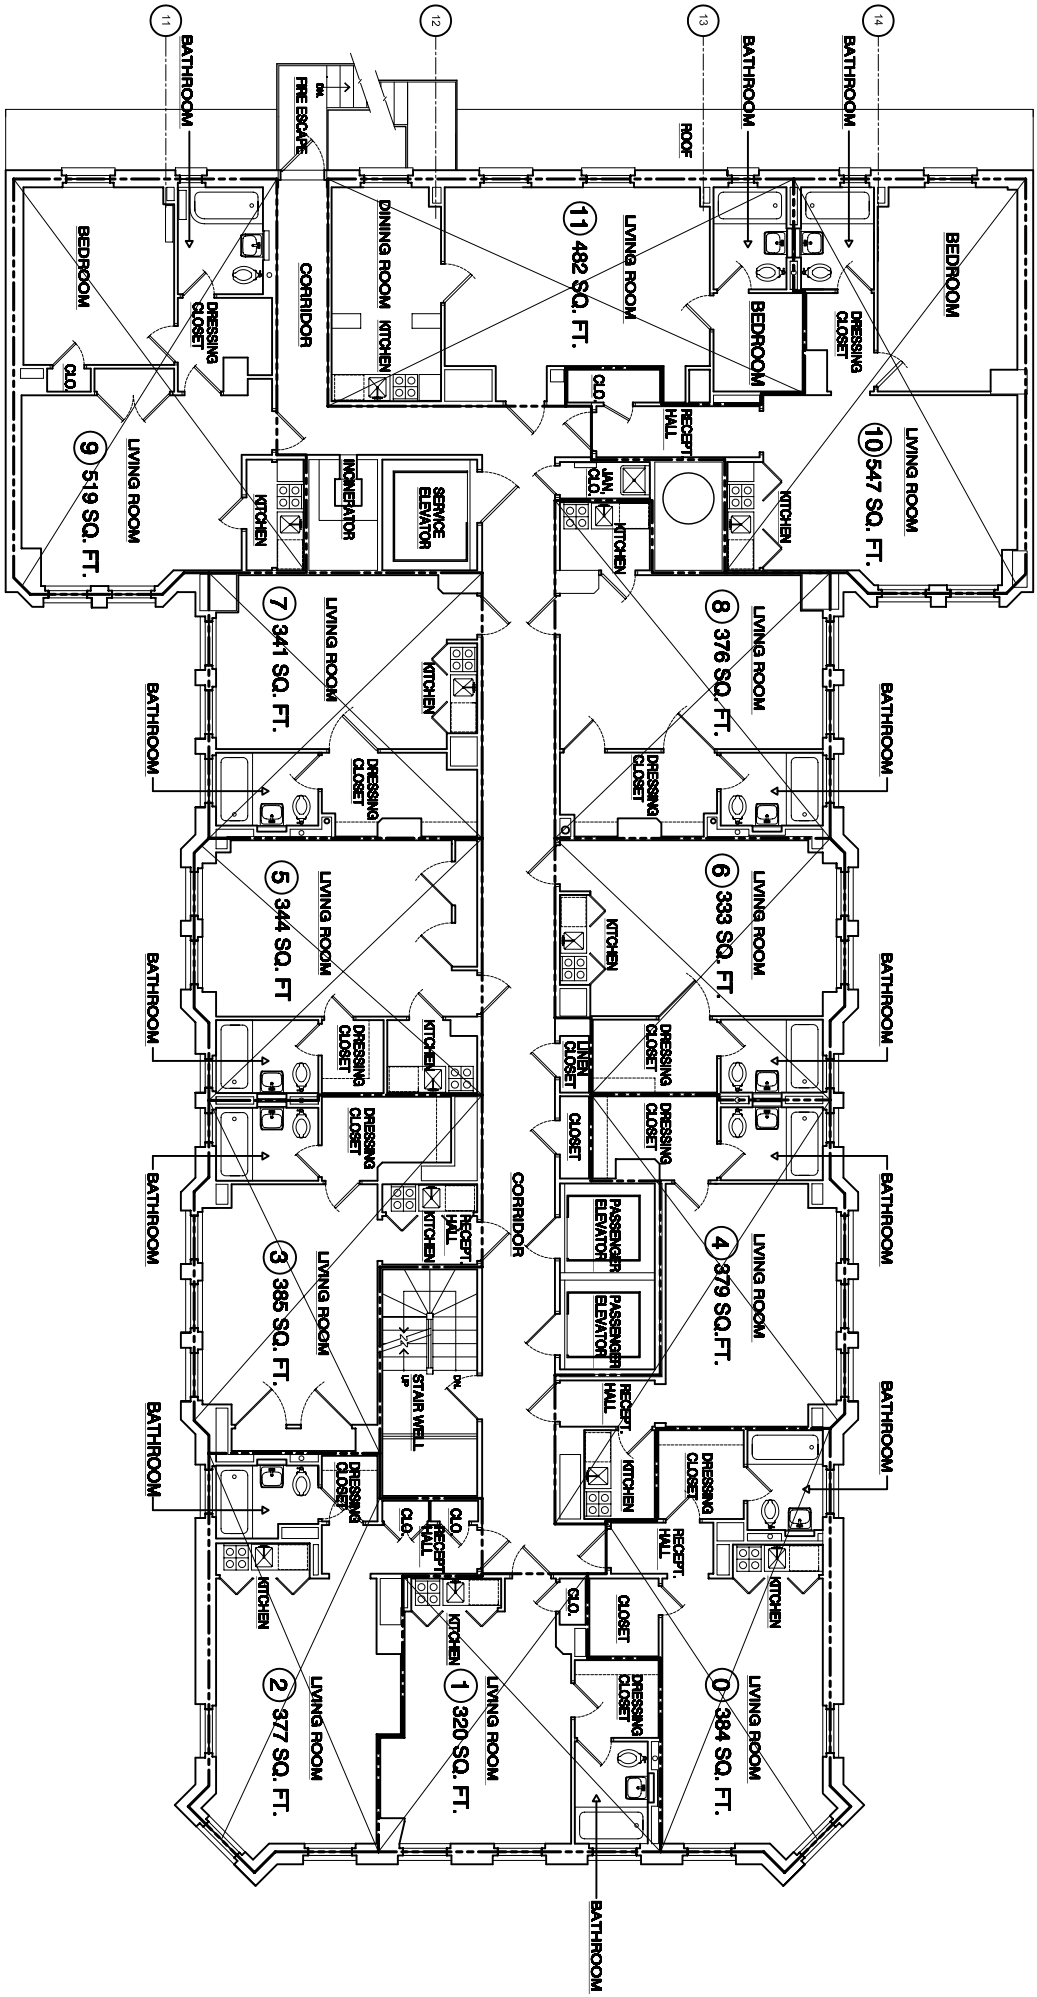 11
12
13
14
BATHROOM
BATHROOM
BATHROOM
ROOF
FIRE ESCAPE
DN.
BEDROOM
DRESSING
CLOSET
CLO.
CORRIDOR
DINING ROOM
KITCHEN
11 482 SQ. FT.
LIVING ROOM
BEDROOM
CLO.
RECEPT
HALL
DRESSING
CLOSET
BEDROOM
9 519 SQ. FT.
LIVING ROOM
KITCHEN
INCINERATOR
SERVICE
ELEVATOR
JAN.
CLO.
KITCHEN
KITCHEN
10 547 SQ. FT.
LIVING ROOM
7 341 SQ. FT.
LIVING ROOM
KITCHEN
BATHROOM
DRESSING
CLOSET
8 376 SQ. FT.
LIVING ROOM
DRESSING
CLOSET
BATHROOM
5 344 SQ. FT
LIVING ROOM
BATHROOM
DRESSING
CLOSET
KITCHEN
6 333 SQ. FT.
LIVING ROOM
KITCHEN
LINEN
CLOSET
DRESSING
CLOSET
BATHROOM
BATHROOM
DRESSING
CLOSET
KITCHEN
RECEPT.
HALL
3 385 SQ. FT.
LIVING ROOM
CORRIDOR
CLOSET
DRESSING
CLOSET
BATHROOM
PASSENGER
ELEVATOR
PASSENGER
ELEVATOR
4 379 SQ.FT.
LIVING ROOM
UP
STAIR WELL
DN.
RECEPT.
HALL
KITCHEN
DRESSING
CLOSET
BATHROOM
BATHROOM
DRESSING
CLOSET
CLO.
RECEPT
HALL
CLO.
KITCHEN
2 377 SQ. FT.
LIVING ROOM
KITCHEN
1 320 SQ. FT.
LIVING ROOM
CLO.
CLOSET
RECEPT.
HALL
KITCHEN
DRESSING
CLOSET
0 384 SQ. FT.
LIVING ROOM
BATHROOM